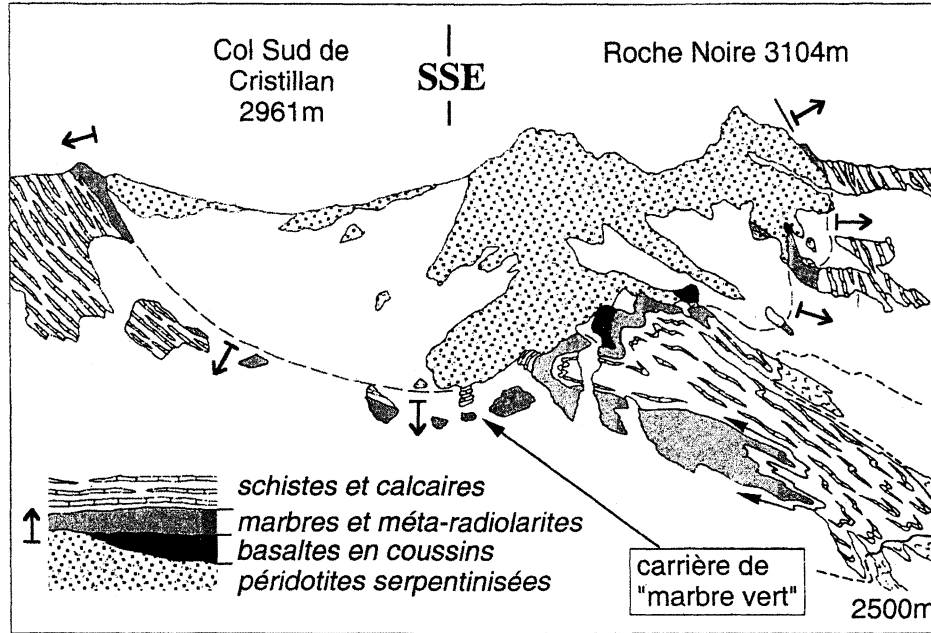 Col Sud de
Cristillan
2961m
SSE
Roche Noire 3104m
schistes et calcaires
marbres et méta-radiolarites
basaltes en coussins
péridotites serpentinisées
carrière de
"marbre vert"
2500m